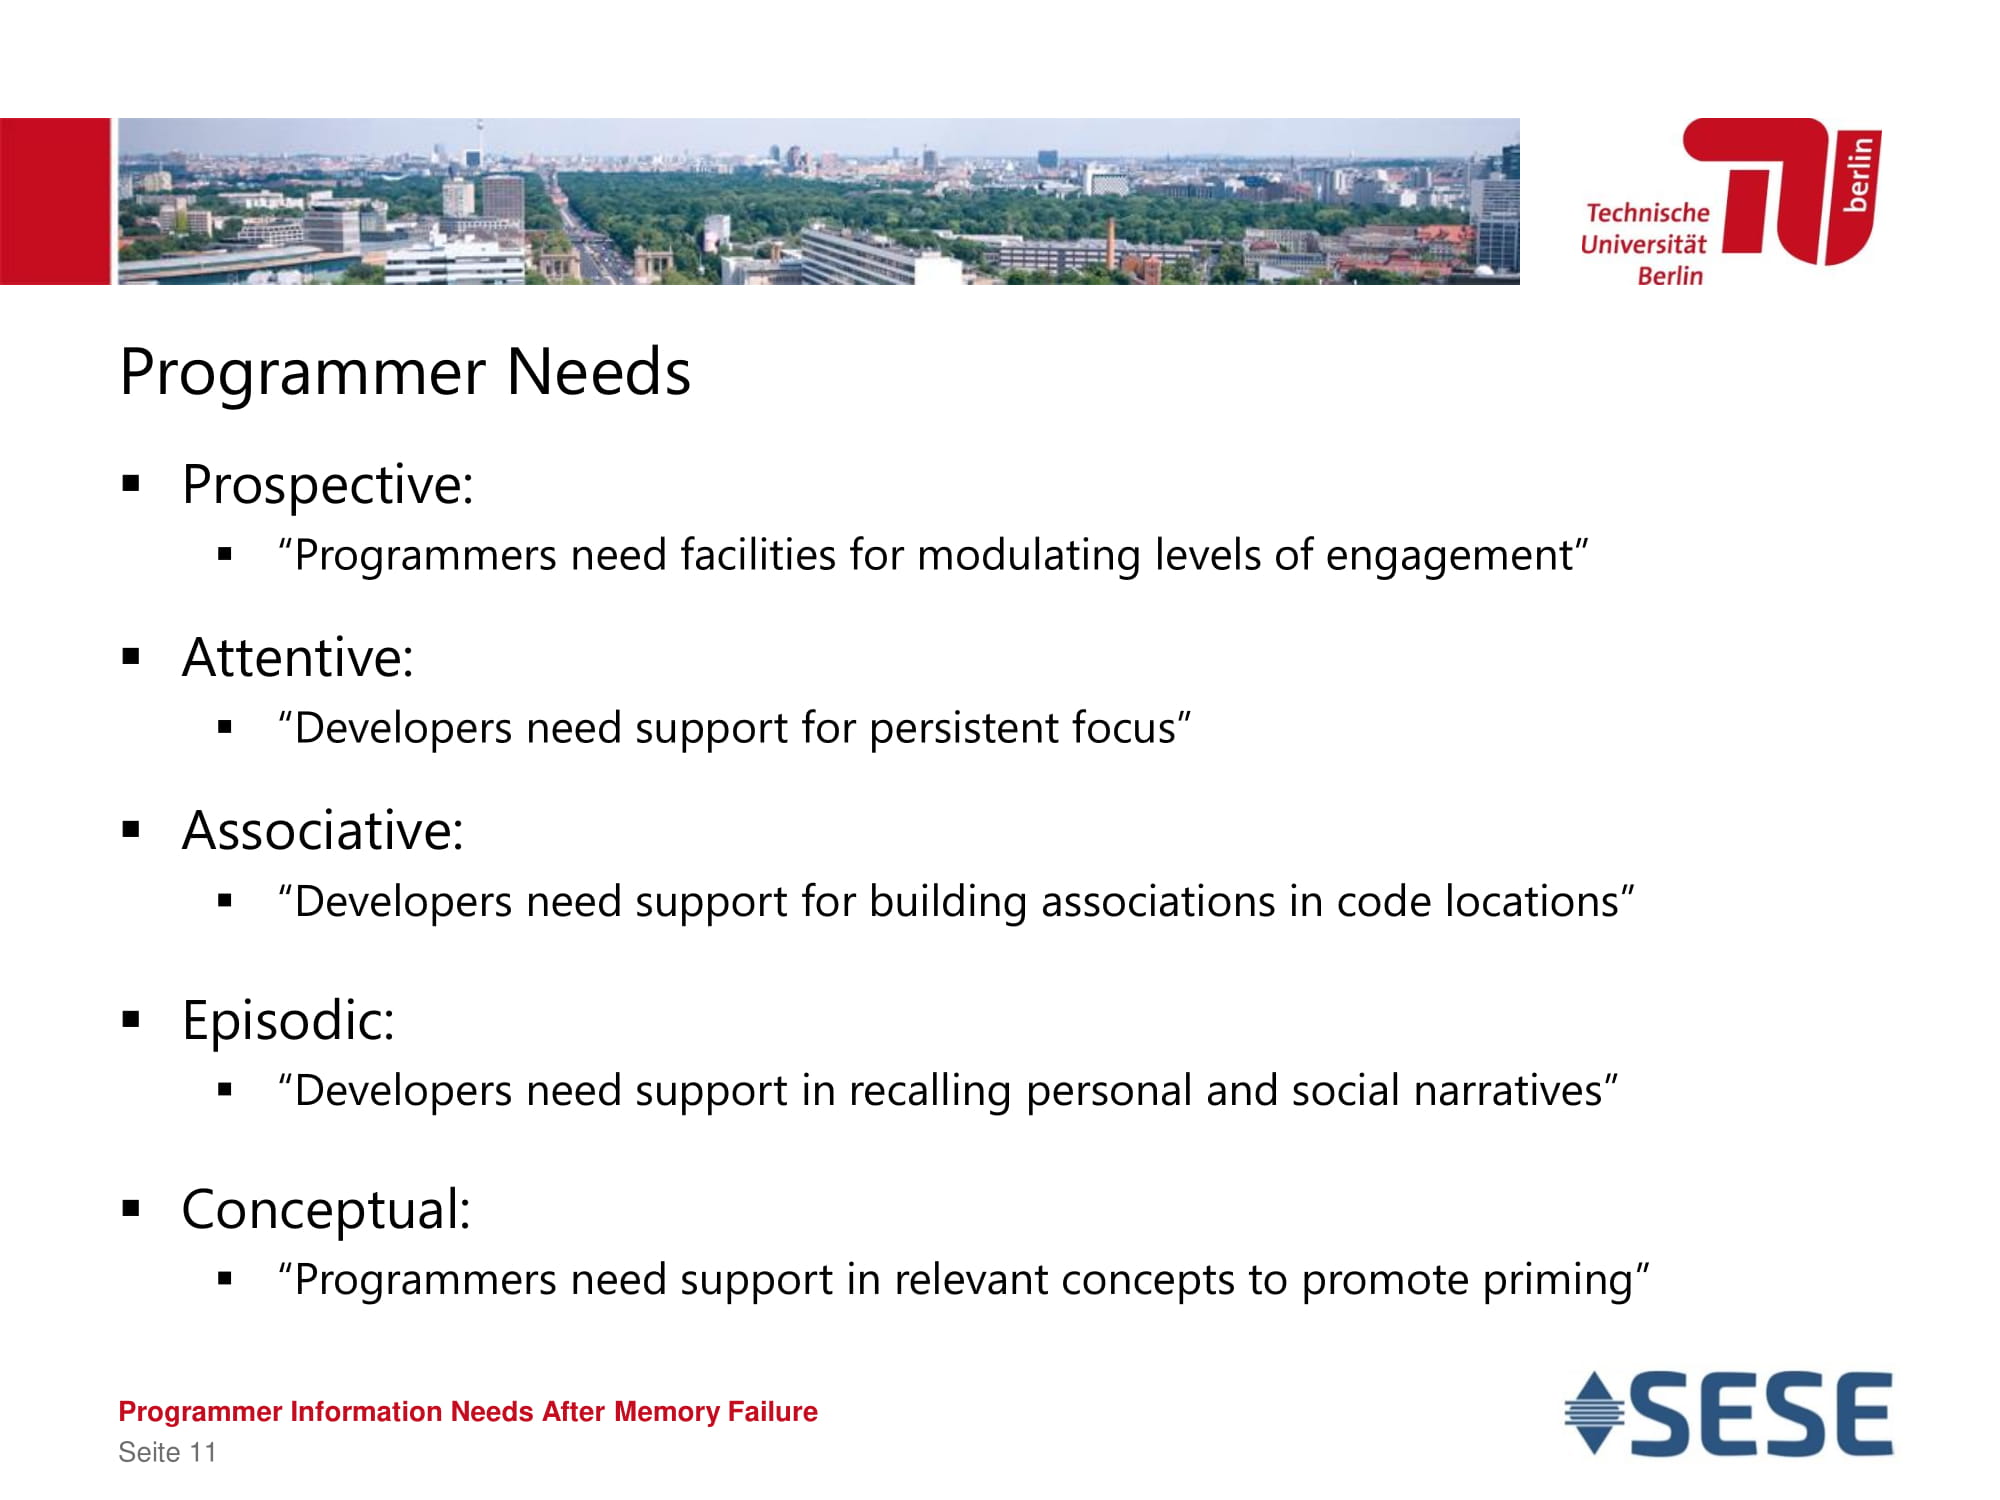 Technische
Universität
Berlin
berlin
Programmer Needs
▪ Prospective:
▪ “Programmers need facilities for modulating levels of engagement”
▪ Attentive:
▪ “Developers need support for persistent focus”
▪ Associative:
▪ “Developers need support for building associations in code locations”
▪ Episodic:
▪ “Developers need support in recalling personal and social narratives”
▪ Conceptual:
▪ “Programmers need support in relevant concepts to promote priming”
Programmer Information Needs After Memory Failure
Seite 11
SESE